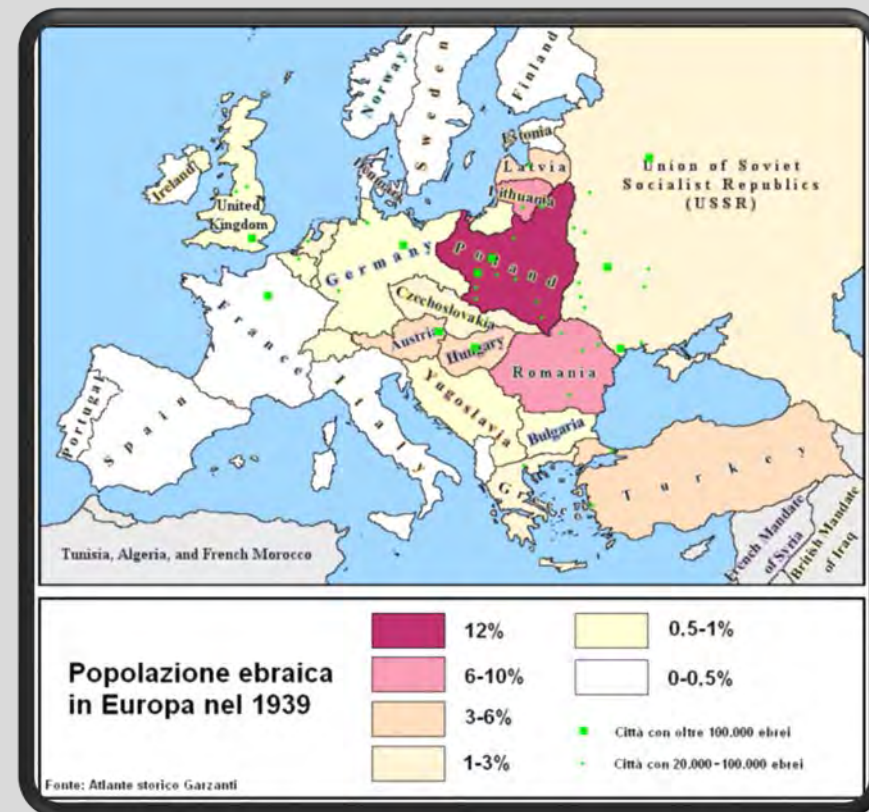 Norway
Sweden
Finland
Estonia
Latvia
Lithuania
Union of Soviet
Socialist Republics
(USSR)
Ireland
United
Kingdom
Denmark
Germany
Poland
Czechoslovakia
France
Austria
Hungary
Romania
Italy
Yugoslavia
Bulgaria
Portugal
Spain
Turkey
Tunisia, Algeria, and French Morocco
French Mandate
of Syria
British Mandate
of Iraq
Popolazione ebraica
in Europa nel 1939
12%
6-10%
3-6%
1-3%
0.5-1%
0-0,5%
Città con oltre 100.000 ebrei
Città con 20.000-100.000 ebrei
Fonte: Atlante storico Garzanti